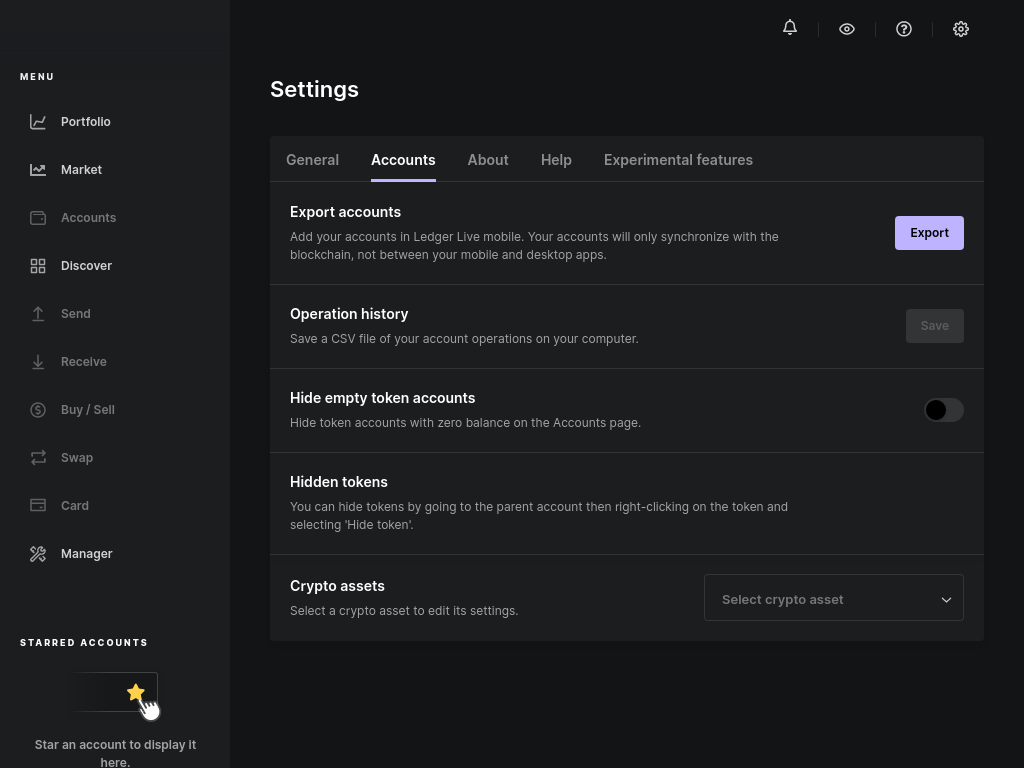 MENU
Portfolio
Market
Accounts
Discover
Send
Receive
Buy / Sell
Swap
Card
Manager
STARRED ACCOUNTS
Star an account to display it
here.
Settings
General Accounts About Help Experimental features
Export accounts
Add your accounts in Ledger Live mobile. Your accounts will only synchronize with the
blockchain, not between your mobile and desktop apps.
Export
Operation history
Save a CSV file of your account operations on your computer.
Save
Hide empty token accounts
Hide token accounts with zero balance on the Accounts page.
Hidden tokens
You can hide tokens by going to the parent account then right-clicking on the token and
selecting 'Hide token'.
Crypto assets
Select a crypto asset to edit its settings.
Select crypto asset